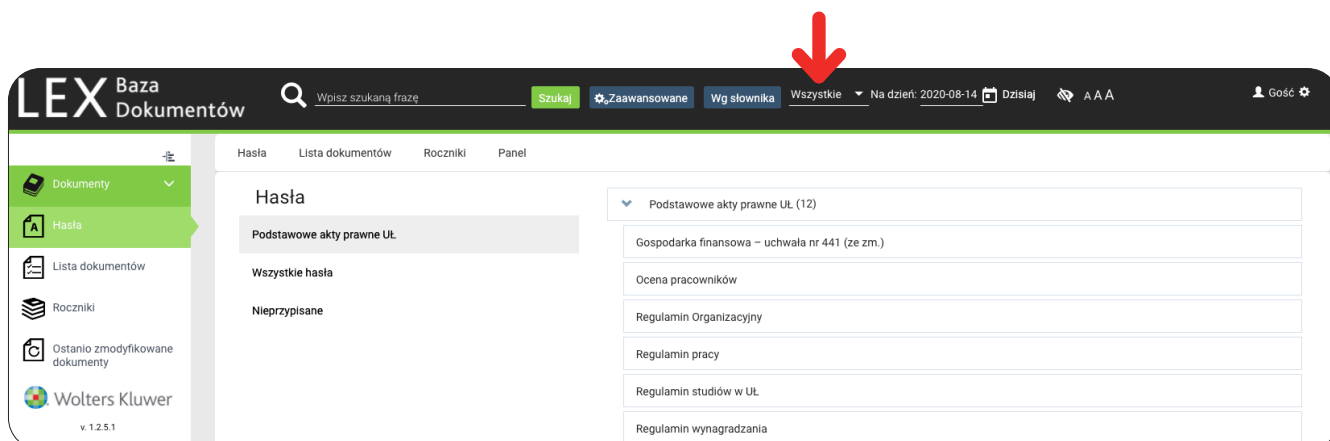 LEX Baza
Dokumentów
Wpisz szukaną frazę
Szukaj
Zaawansowane
Wg słownika
Wszystkie
Na dzień: 2020-08-14
Dzisiaj
A A A
Gość
Hasła
Lista dokumentów
Roczniki
Panel
Dokumenty
A Hasła
Lista dokumentów
Roczniki
Ostanio zmodyfikowane
dokumenty
Wolters Kluwer
v. 1.2.5.1
Hasła
Podstawowe akty prawne UŁ
Wszystkie hasła
Nieprzypisane
Podstawowe akty prawne UŁ (12)
Gospodarka finansowa – uchwała nr 441 (ze zm.)
Ocena pracowników
Regulamin Organizacyjny
Regulamin pracy
Regulamin studiów w UŁ
Regulamin wynagradzania